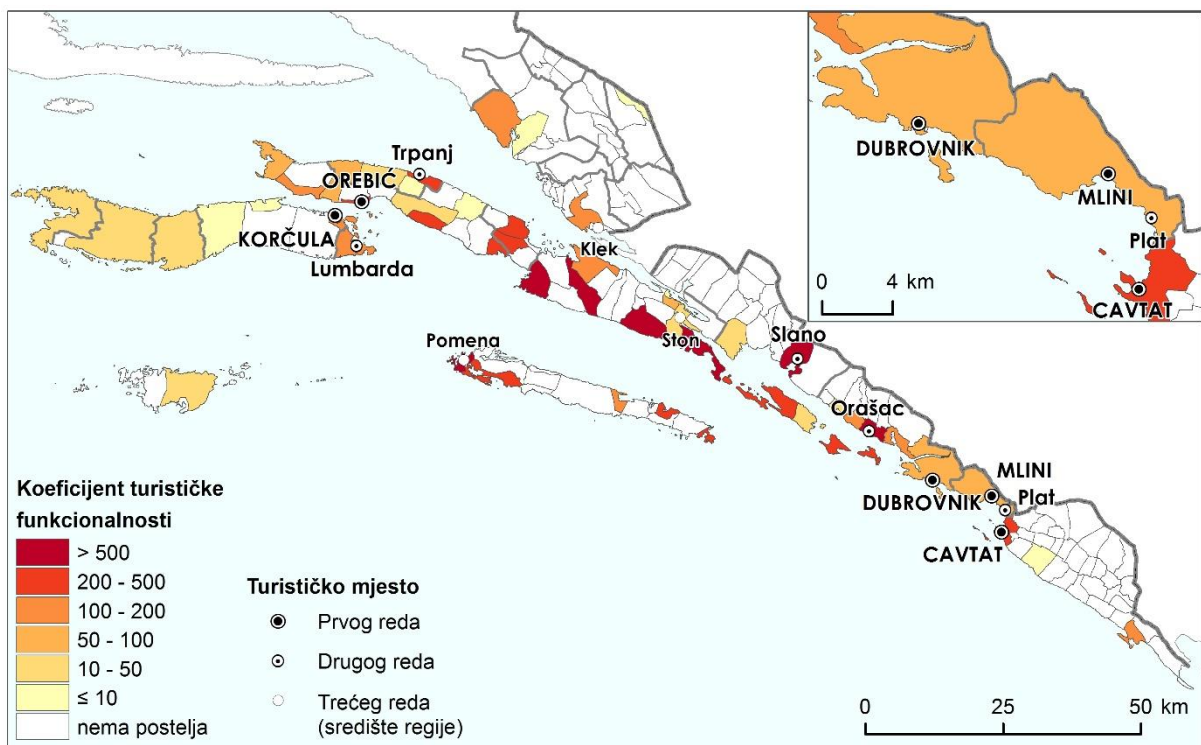 DUBROVNIK
MLINI
Plat
CAVTAT
0 4 km
Trpanj
OREBIĆ
KORČULA
Lumbarda
Klek
Pomena
Ston
Slano
Orašac
MLINI
Plat
DUBROVNIK
CAVTAT
Koeficijent turističke
funkcionalnosti
> 500
200 - 500
100 - 200
50 - 100
10 - 50
≤ 10
nema postelja
Turističko mjesto
Prvog reda
Drugog reda
Trećeg reda
(središte regije)
0 25 50 km